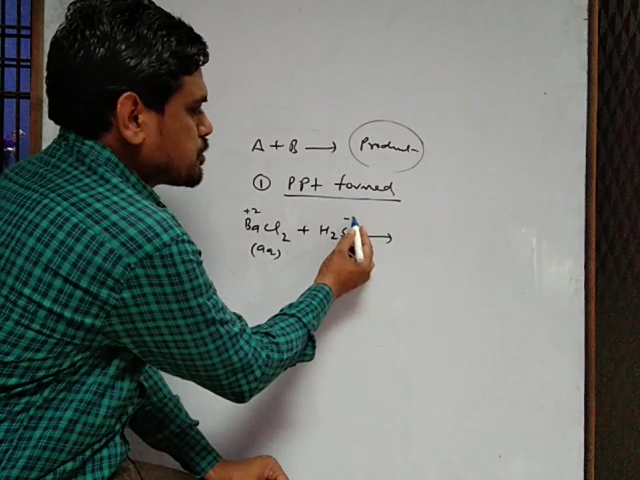 A + B → Product
① PPt formed
+2 -
BaCl₂ + H₂S →
(aq)